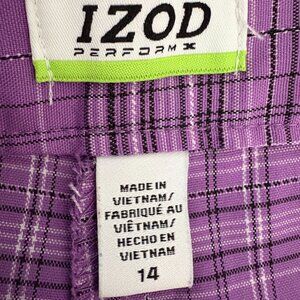 IZOD
PERFORM X
MADE IN
VIETNAM/
FABRIQUÉ AU
VIÊTNAM/
HECHO EN
VIETNAM
14